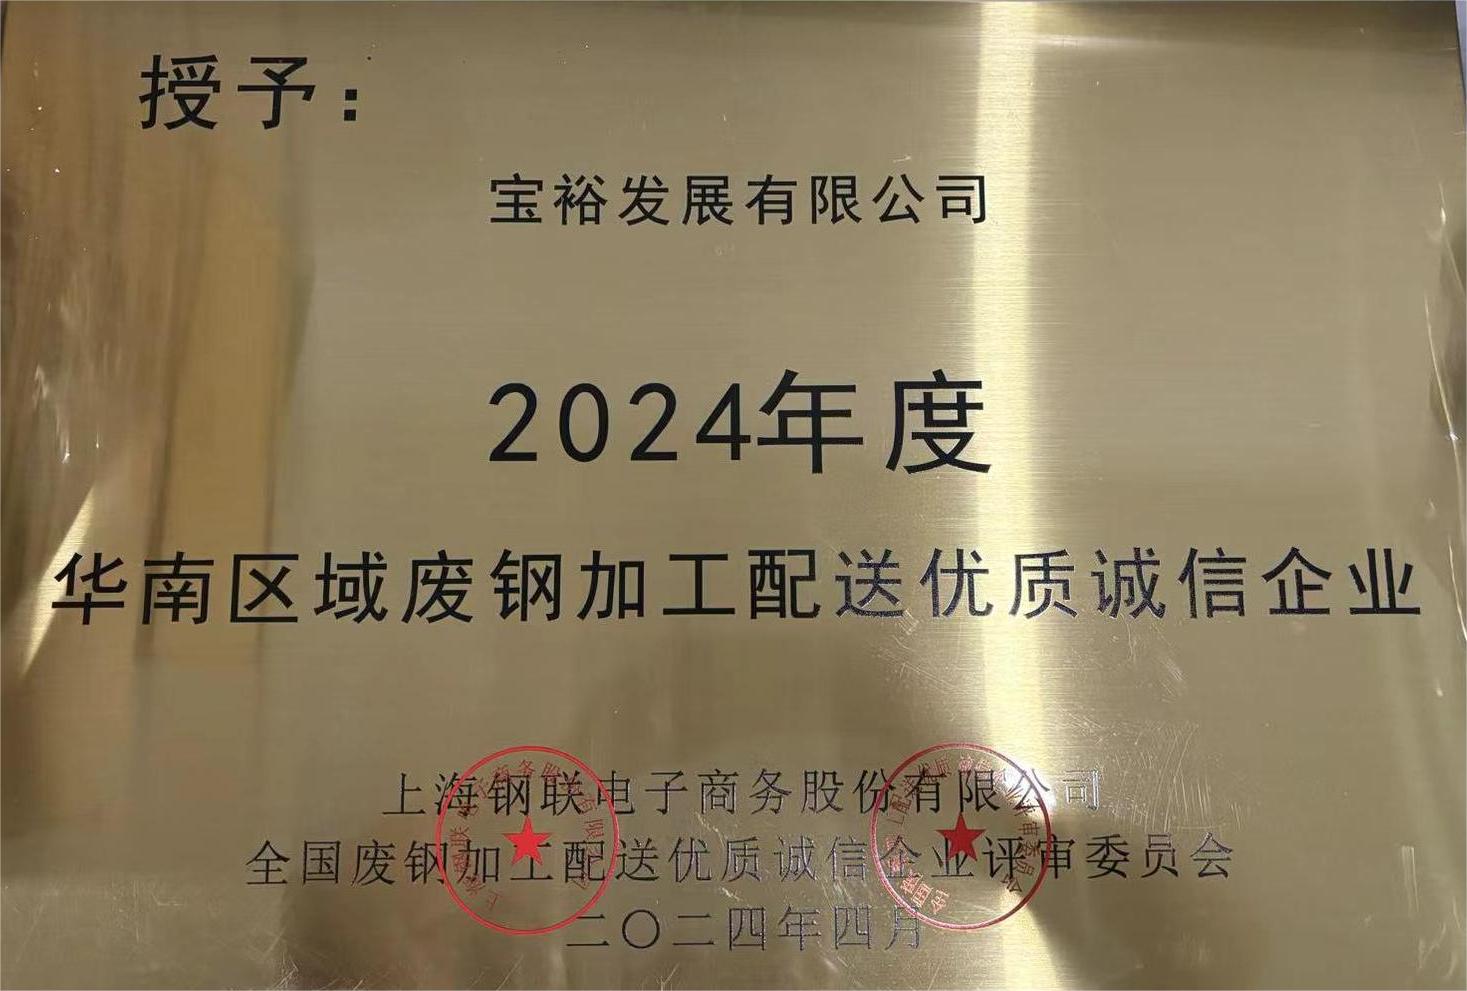 授予：
宝裕发展有限公司
2024年度
华南区域废钢加工配送优质诚信企业
上海钢联电子商务股份有限公司
全国废钢加工配送优质诚信企业评审委员会
二〇二四年四月